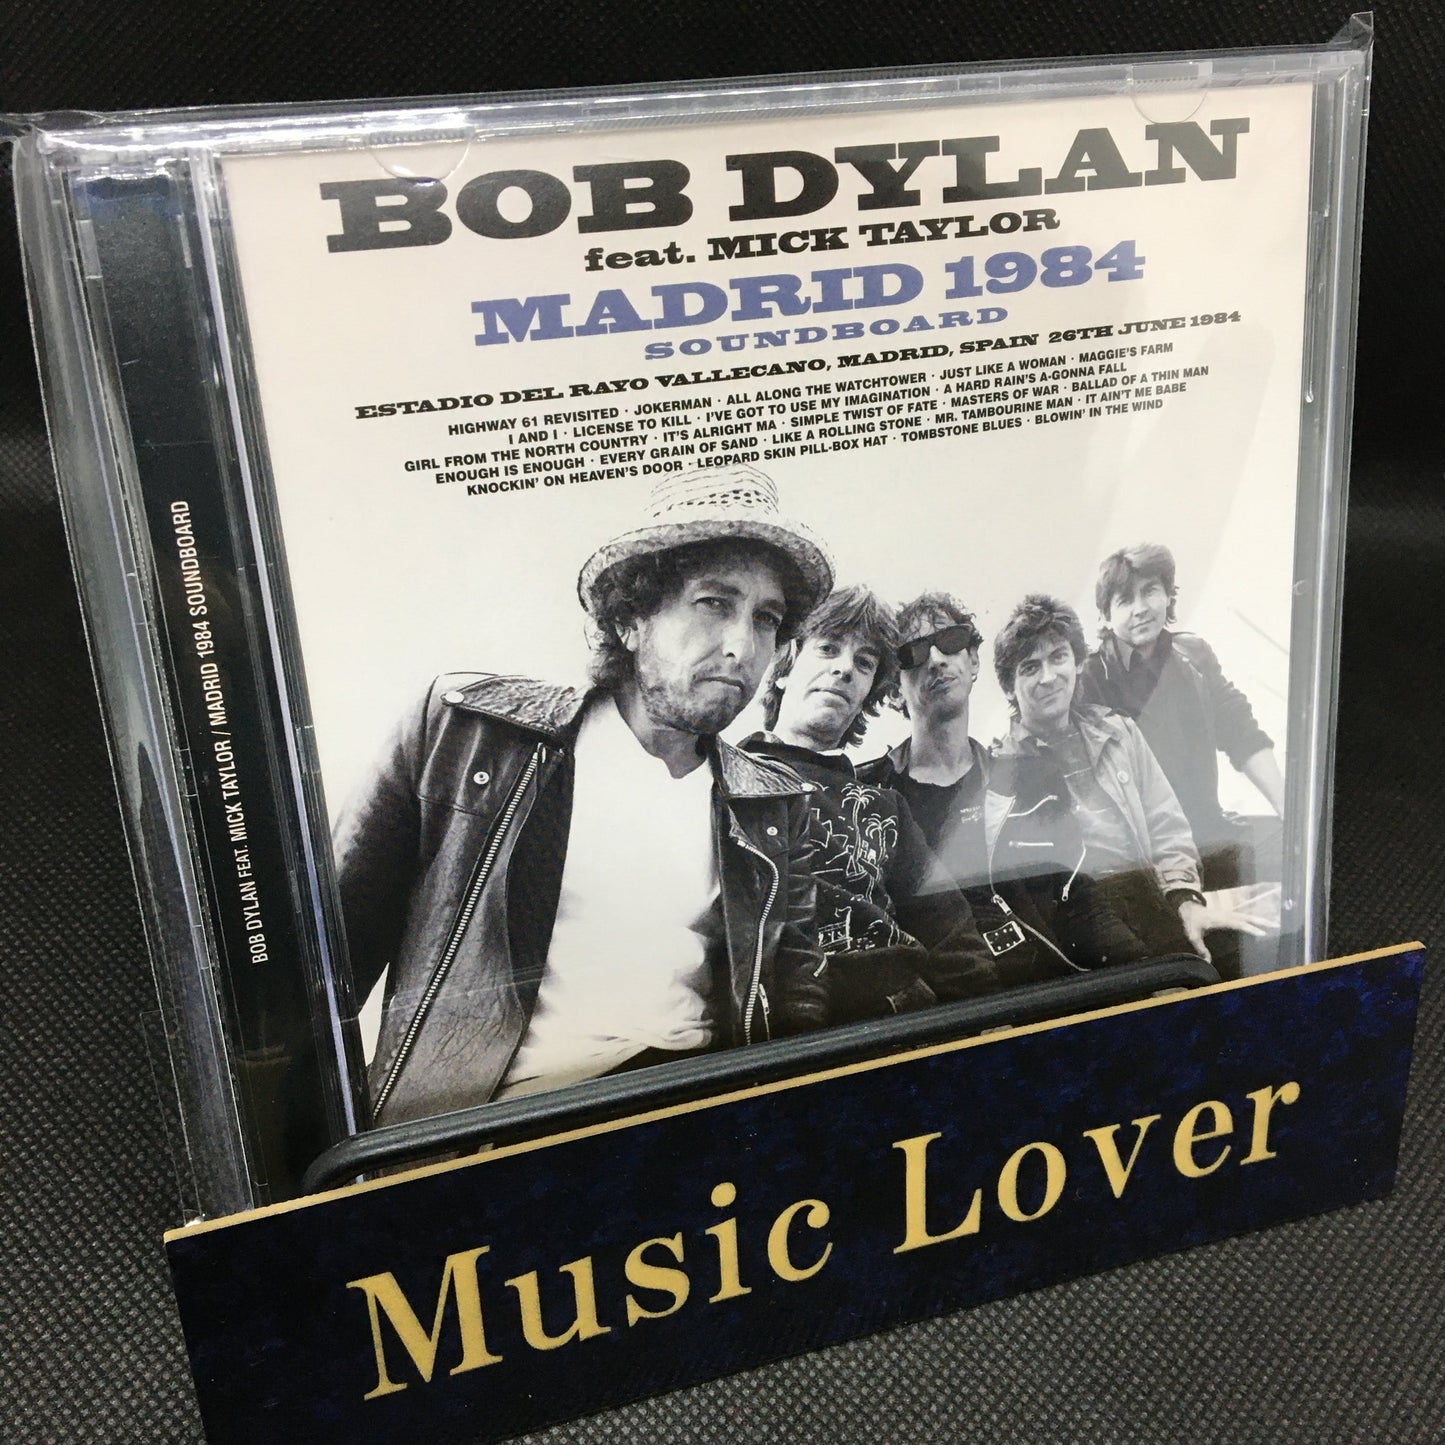 BOB DYLAN
feat. MICK TAYLOR
MADRID 1984
SOUNDBOARD
ESTADIO DEL RAYO VALLECANO, MADRID, SPAIN 26TH JUNE 1984
HIGHWAY 61 REVISITED · JOKERMAN · ALL ALONG THE WATCHTOWER · JUST LIKE A WOMAN · MAGGIE'S FARM
I AND I · LICENSE TO KILL · I'VE GOT TO USE MY IMAGINATION · A HARD RAIN'S A-GONNA FALL
GIRL FROM THE NORTH COUNTRY · IT'S ALRIGHT MA · SIMPLE TWIST OF FATE · MASTERS OF WAR · BALLAD OF A THIN MAN
ENOUGH IS ENOUGH · EVERY GRAIN OF SAND · LIKE A ROLLING STONE · MR. TAMBOURINE MAN · IT AIN'T ME BABE
KNOCKIN' ON HEAVEN'S DOOR · LEOPARD SKIN PILL-BOX HAT · TOMBSTONE BLUES · BLOWIN' IN THE WIND
BOB DYLAN FEAT. MICK TAYLOR / MADRID 1984 SOUNDBOARD
Music Lover